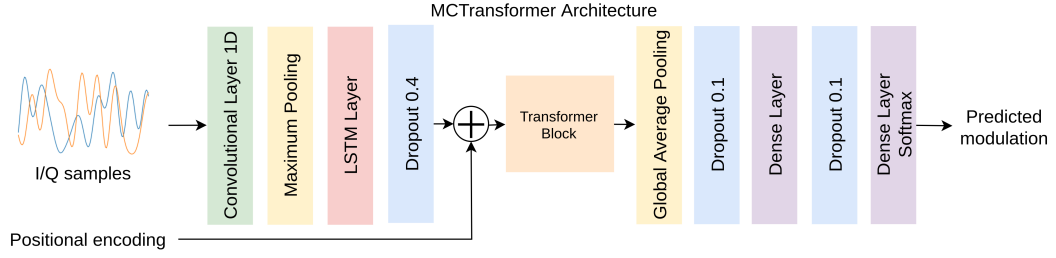 MCTransformer Architecture
I/Q samples
Convolutional Layer 1D
Maximum Pooling
LSTM Layer
Dropout 0.4
Transformer
Block
Global Average Pooling
Dropout 0.1
Dense Layer
Dropout 0.1
Dense Layer
Softmax
Predicted
modulation
Positional encoding